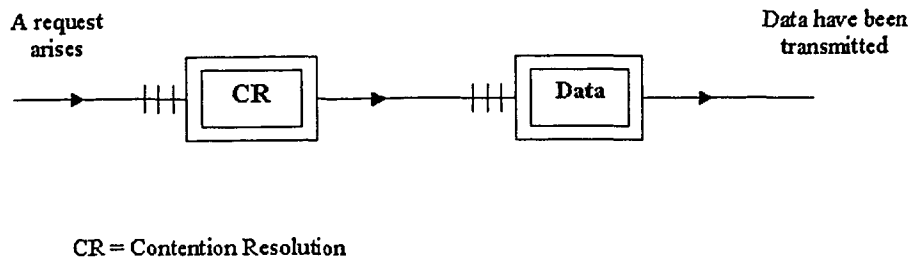 A request
arises
Data have been
transmitted
CR
Data
CR = Contention Resolution